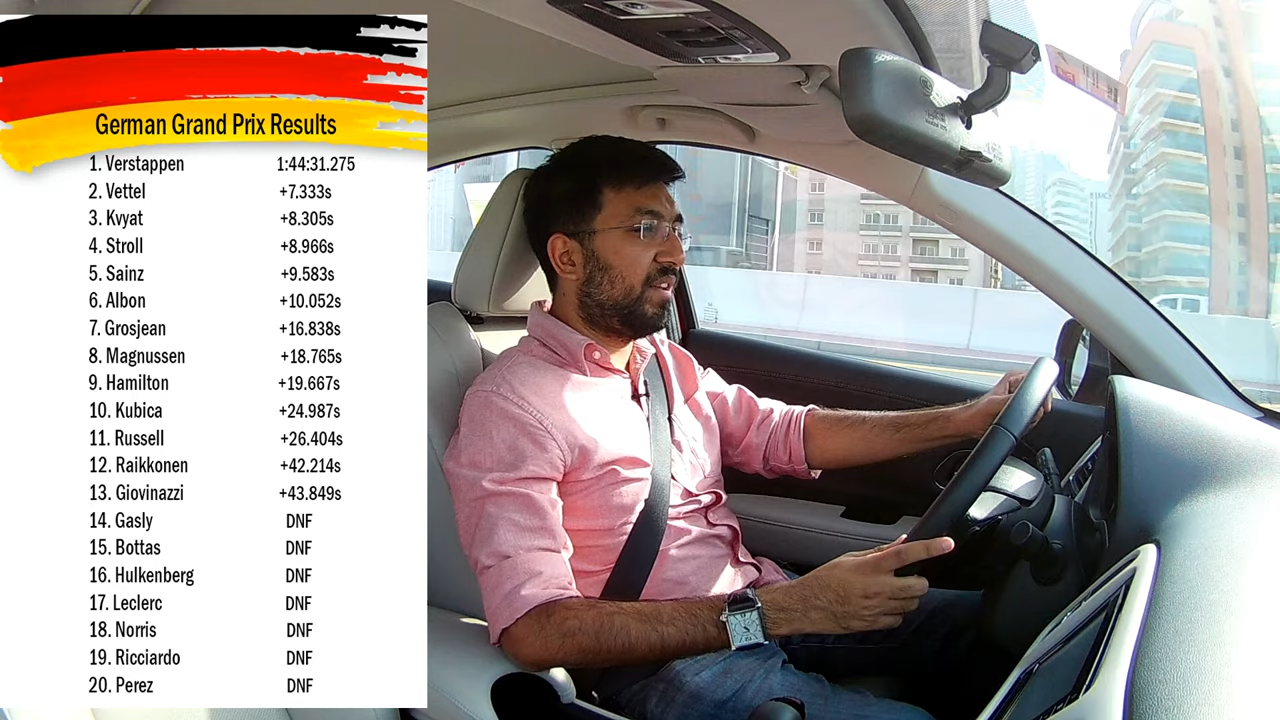 German Grand Prix Results
1. Verstappen 1:44:31.275
2. Vettel +7.333s
3. Kvyat +8.305s
4. Stroll +8.966s
5. Sainz +9.583s
6. Albon +10.052s
7. Grosjean +16.838s
8. Magnussen +18.765s
9. Hamilton +19.667s
10. Kubica +24.987s
11. Russell +26.404s
12. Raikkonen +42.214s
13. Giovinazzi +43.849s
14. Gasly DNF
15. Bottas DNF
16. Hulkenberg DNF
17. Leclerc DNF
18. Norris DNF
19. Ricciardo DNF
20. Perez DNF